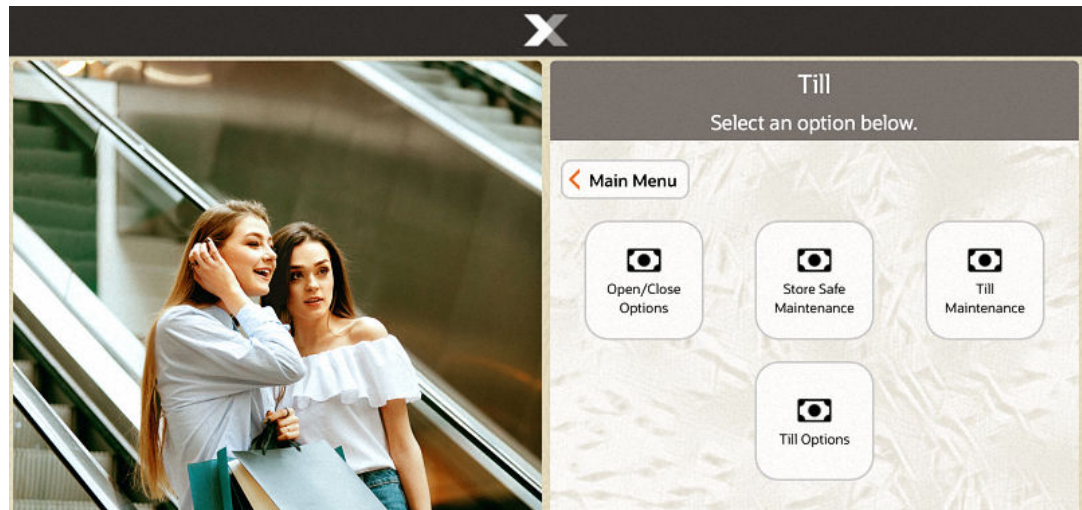 Till
Select an option below.
Main Menu
Open/Close
Options
Store Safe
Maintenance
Till
Maintenance
Till Options